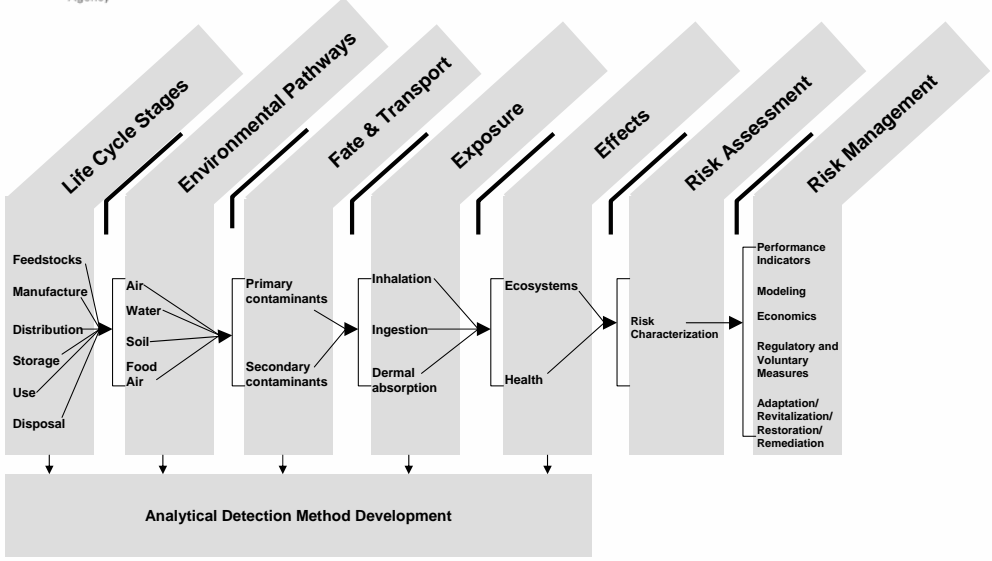 Agency
Life Cycle Stages
Environmental Pathways
Fate & Transport
Exposure
Effects
Risk Assessment
Risk Management
Feedstocks
Manufacture
Distribution
Storage
Use
Disposal
Air
Water
Soil
Food
Air
Primary
contaminants
Secondary
contaminants
Inhalation
Ingestion
Dermal
absorption
Ecosystems
Health
Risk
Characterization
Performance
Indicators
Modeling
Economics
Regulatory and
Voluntary
Measures
Adaptation/
Revitalization/
Restoration/
Remediation
Analytical Detection Method Development